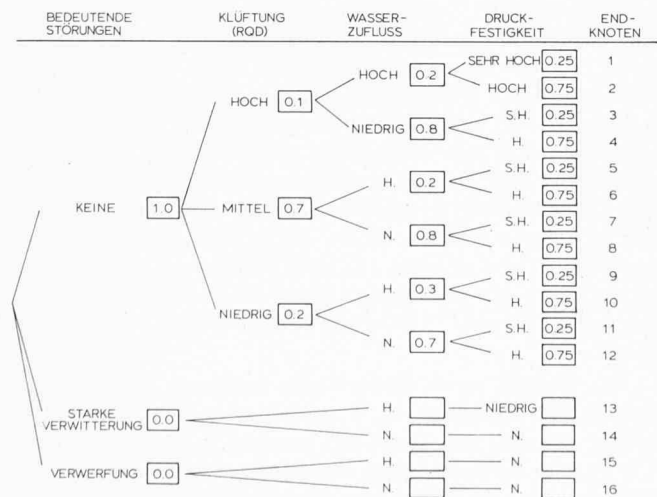 BEDEUTENDE STÖRUNGEN KLÜFTUNG (RQD) WASSER-ZUFLUSS DRUCK-FESTIGKEIT END-KNOTEN
SEHR HOCH 0.25 1
HOCH 0.2
HOCH 0.75 2
HOCH 0.1
S.H. 0.25 3
NIEDRIG 0.8
H. 0.75 4
S.H. 0.25 5
H. 0.2
H. 0.75 6
KEINE 1.0 MITTEL 0.7
S.H. 0.25 7
N. 0.8
H. 0.75 8
S.H. 0.25 9
H. 0.3
H. 0.75 10
NIEDRIG 0.2
S.H. 0.25 11
N. 0.7
H. 0.75 12
STARKE VERWITTERUNG 0.0
H. NIEDRIG 13
N. N. 14
VERWERFUNG 0.0
H. N. 15
N. N. 16